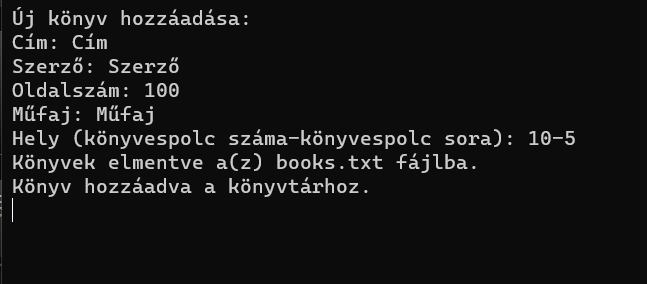 Új könyv hozzáadása:
Cím: Cím
Szerző: Szerző
Oldalszám: 100
Műfaj: Műfaj
Hely (könyvespolc száma-könyvespolc sora): 10-5
Könyvek elmentve a(z) books.txt fájlba.
Könyv hozzáadva a könyvtárhoz.